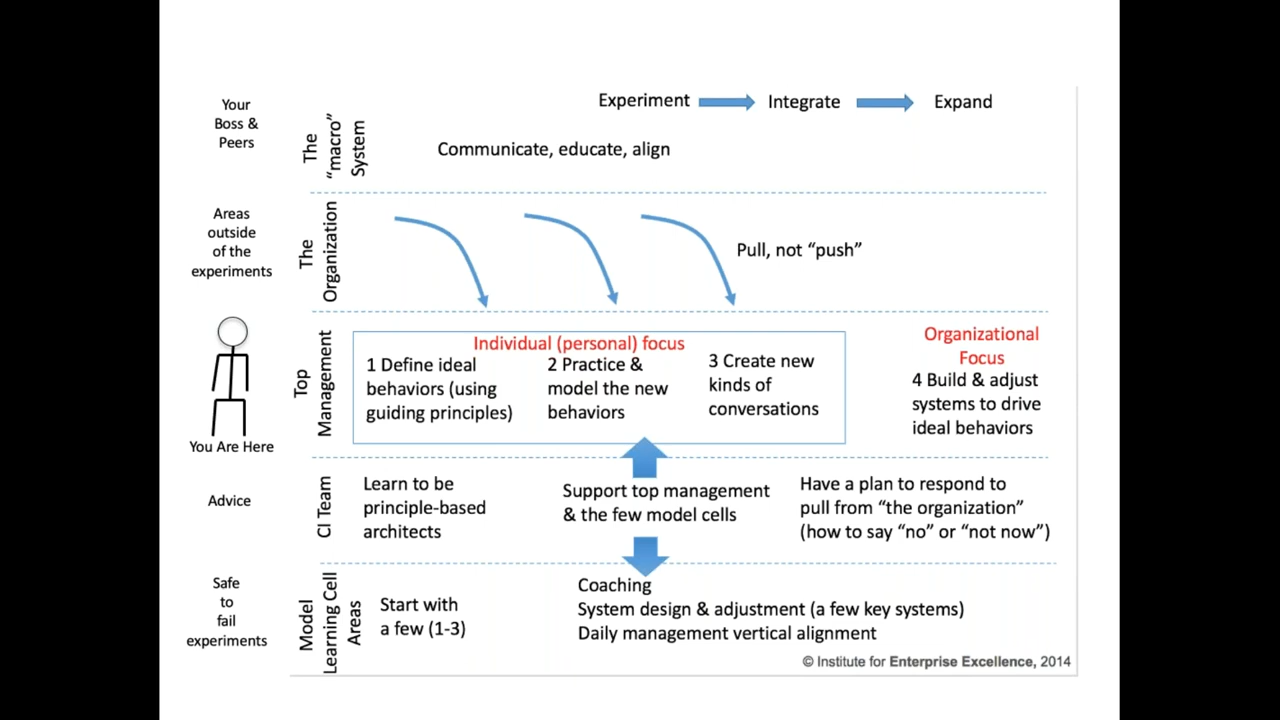 Experiment
Integrate
Expand
Your
Boss &
Peers
The
“macro”
System
Communicate, educate, align
Areas
outside
of the
experiments
The
Organization
Pull, not “push”
You Are Here
Top
Management
Individual (personal) focus
1 Define ideal
behaviors (using
guiding principles)
2 Practice &
model the new
behaviors
3 Create new
kinds of
conversations
Organizational
Focus
4 Build & adjust
systems to drive
ideal behaviors
Advice
CI Team
Learn to be
principle-based
architects
Support top management
& the few model cells
Have a plan to respond to
pull from “the organization”
(how to say “no” or “not now”)
Safe
to
fail
experiments
Model
Learning Cell
Areas
Start with
a few (1-3)
Coaching
System design & adjustment (a few key systems)
Daily management vertical alignment
© Institute for Enterprise Excellence, 2014